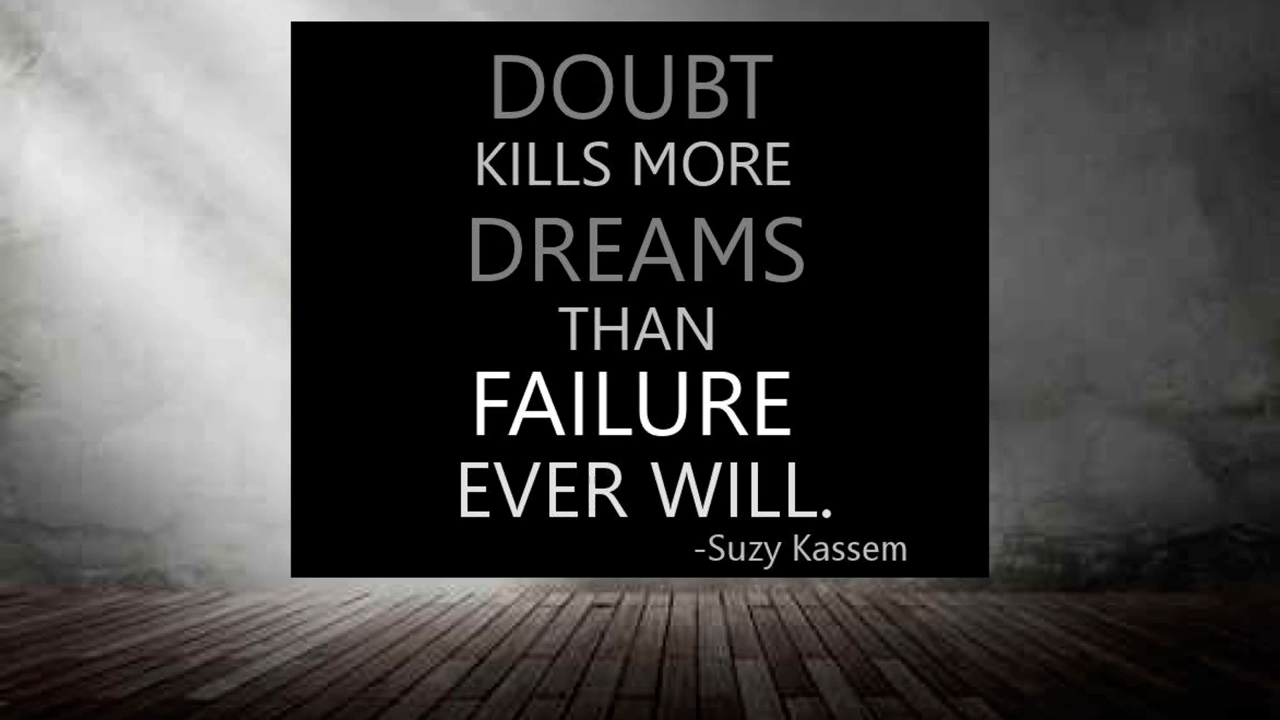 DOUBT
KILLS MORE
DREAMS
THAN
FAILURE
EVER WILL.
-Suzy Kassem